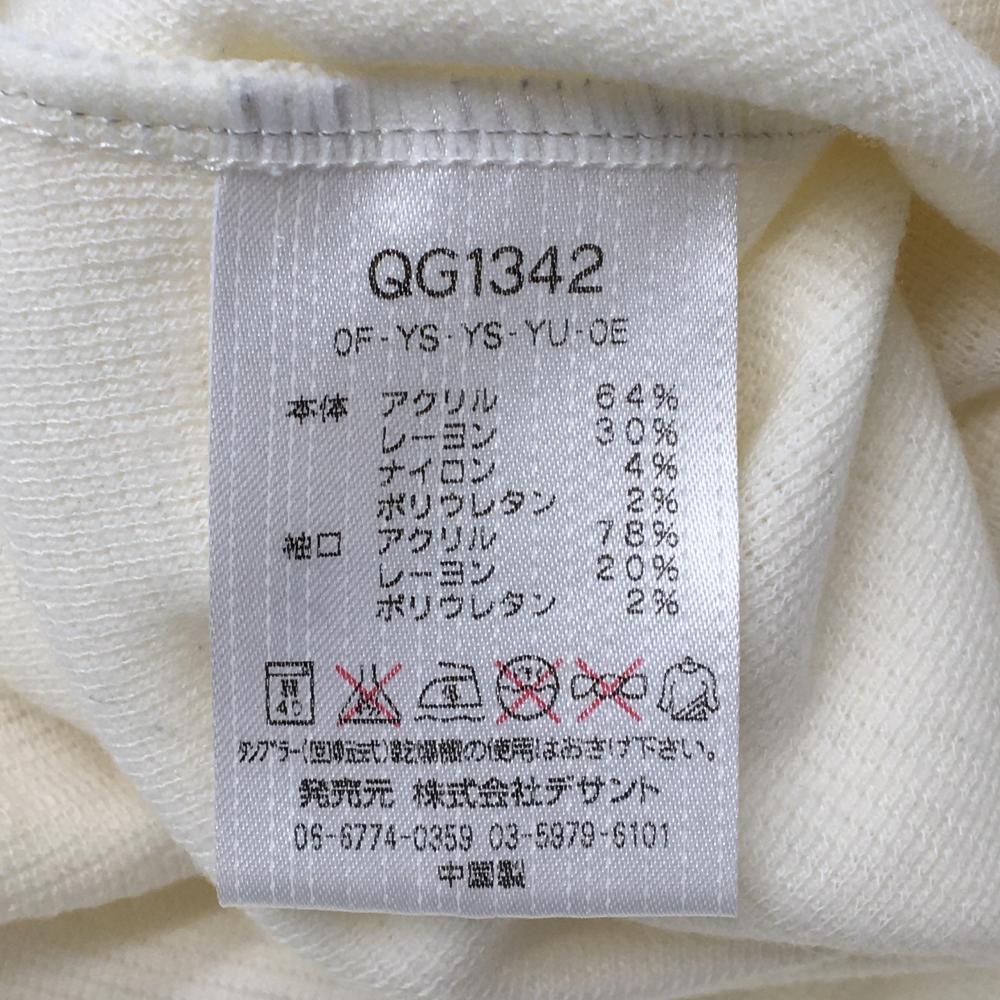 QG1342
OF-YS-YS-YU-OE
本体 アクリル 64%
レーヨン 30%
ナイロン 4%
ポリウレタン 2%
袖口 アクリル 78%
レーヨン 20%
ポリウレタン 2%
弱 40 中
タンブラー(回転式)乾燥機の使用はおさけ下さい。
発売元 株式会社デサント
06-6774-0359 03-5979-6101
中国製